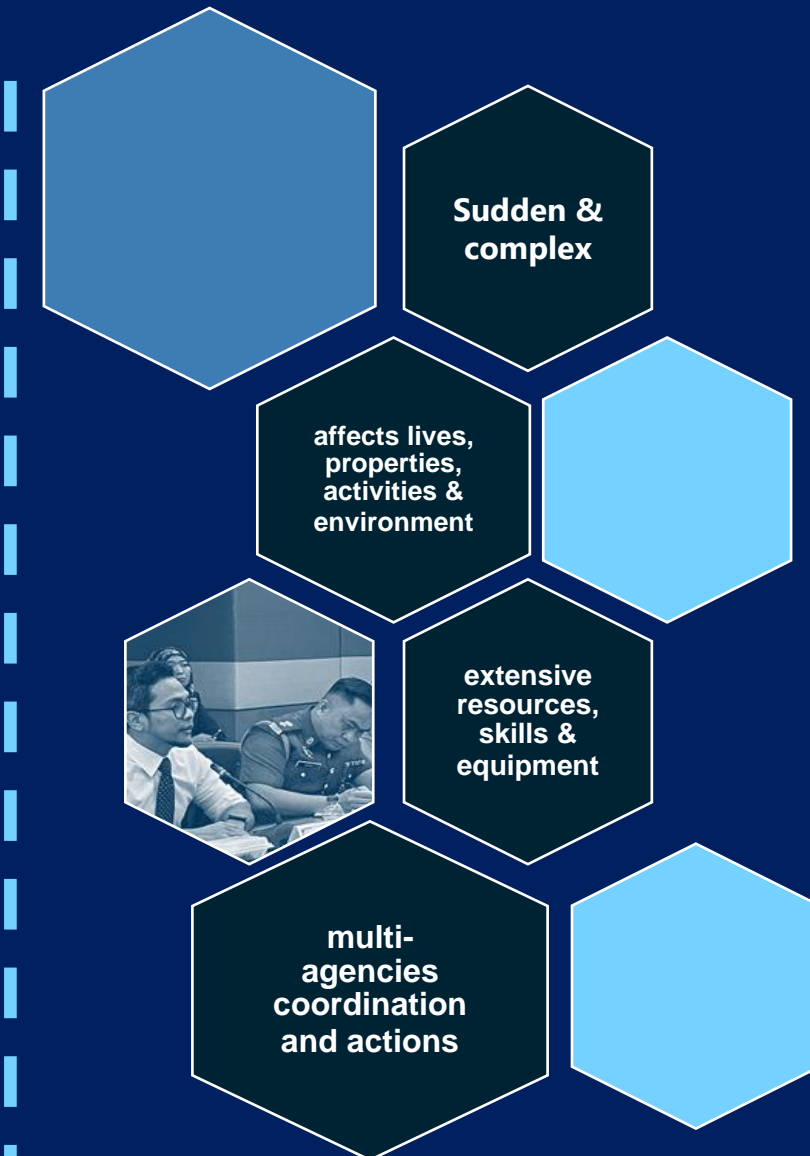 Sudden &
complex
affects lives,
properties,
activities &
environment
extensive
resources,
skills &
equipment
multi-
agencies
coordination
and actions